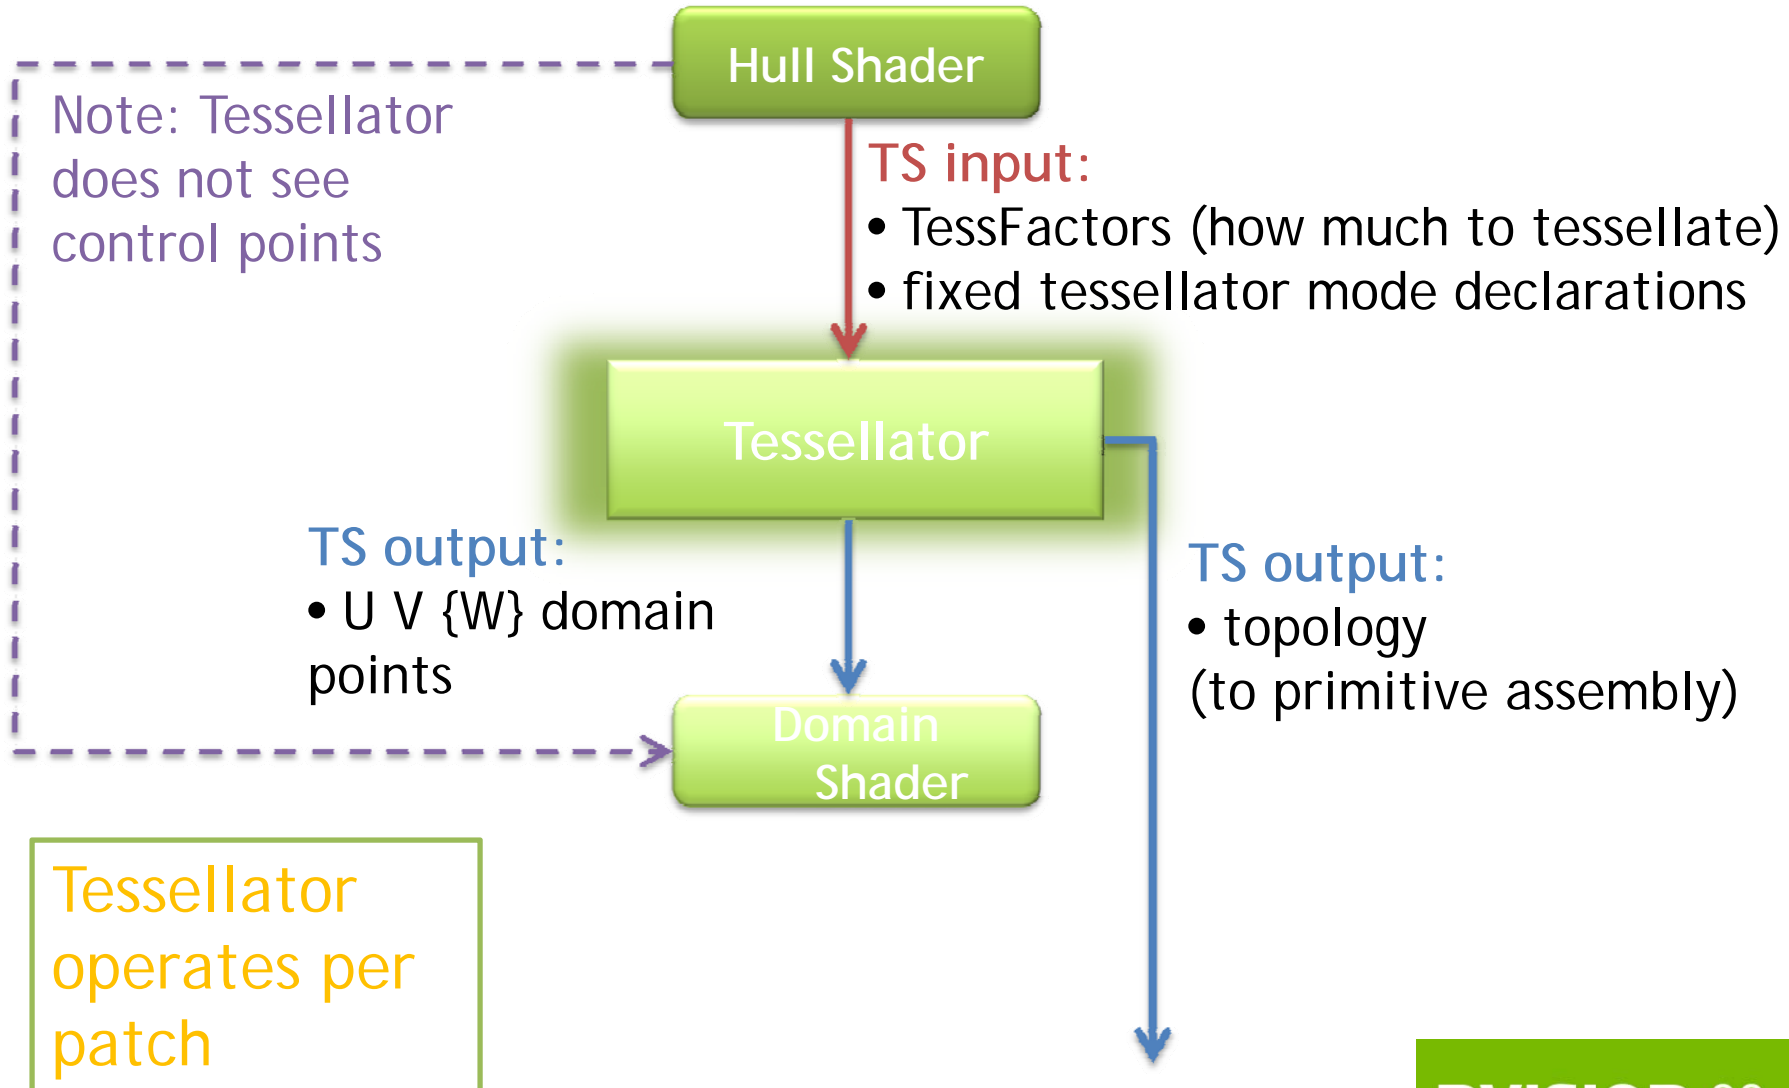 Hull Shader
Note: Tessellator
does not see
control points
TS input:
• TessFactors (how much to tessellate)
• fixed tessellator mode declarations
Tessellator
TS output:
• U V {W} domain
points
TS output:
• topology
(to primitive assembly)
Domain
Shader
Tessellator
operates per
patch